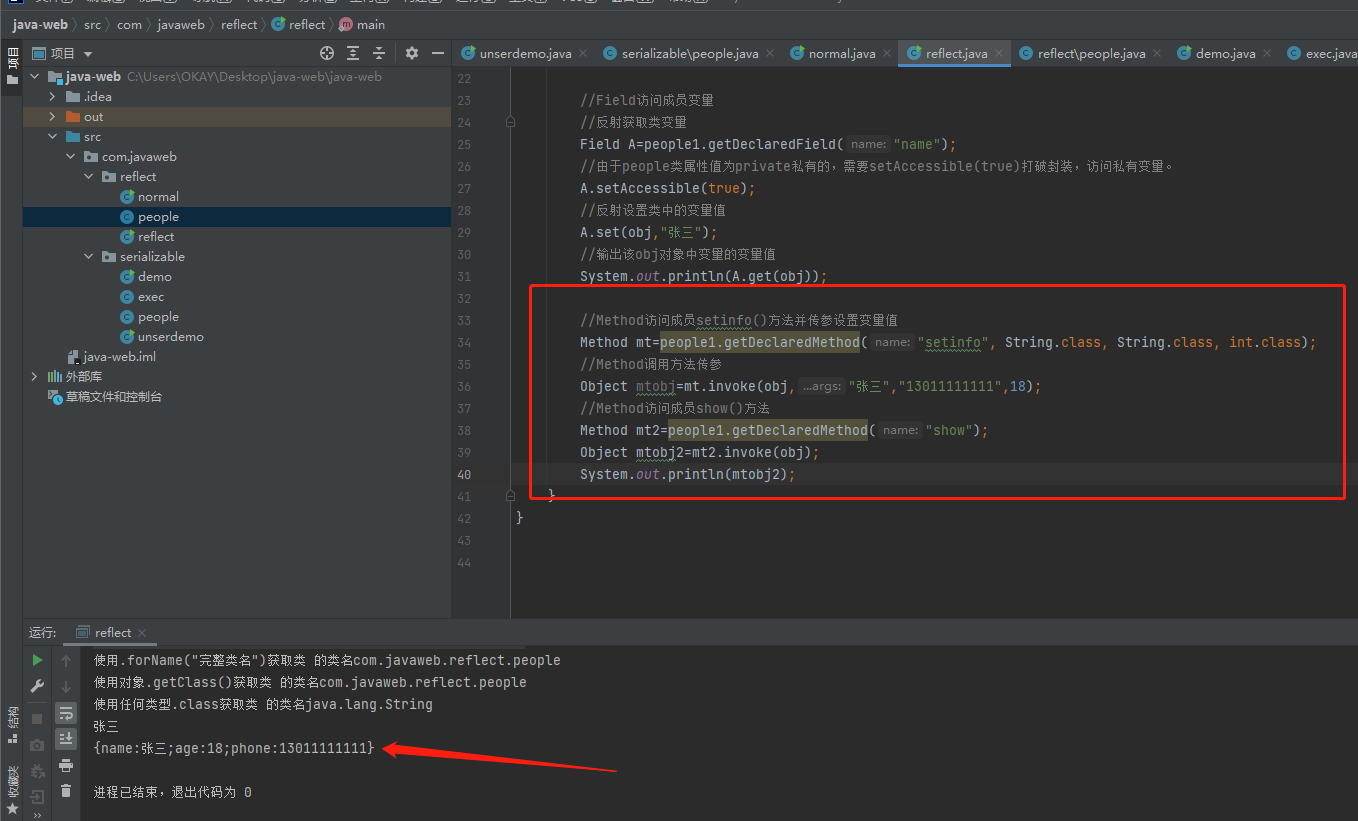 java-web src com javaweb reflect reflect main
项目
java-web C:\Users\OKAY\Desktop\java-web\java-web
.idea
out
src
com.javaweb
reflect
normal
people
reflect
serializable
demo
exec
people
unserdemo
java-web.iml
外部库
草稿文件和控制台
项目
结构
收藏夹
unserdemo.java serializable\people.java normal.java reflect.java reflect\people.java demo.java exec.java
22
23 //Field访问成员变量
24 //反射获取类变量
25 Field A=people1.getDeclaredField( name: "name");
26 //由于people类属性值为private私有的，需要setAccessible(true)打破封装，访问私有变量。
27 A.setAccessible(true);
28 //反射设置类中的变量值
29 A.set(obj,"张三");
30 //输出该obj对象中变量的变量值
31 System.out.println(A.get(obj));
32
33 //Method访问成员setinfo()方法并传参设置变量值
34 Method mt=people1.getDeclaredMethod( name: "setinfo", String.class, String.class, int.class);
35 //Method调用方法传参
36 Object mtobj=mt.invoke(obj, ...args: "张三","13011111111",18);
37 //Method访问成员show()方法
38 Method mt2=people1.getDeclaredMethod( name: "show");
39 Object mtobj2=mt2.invoke(obj);
40 System.out.println(mtobj2);
41 }
42 }
43
44
运行: reflect
使用.forName("完整类名")获取类 的类名com.javaweb.reflect.people
使用对象.getClass()获取类 的类名com.javaweb.reflect.people
使用任何类型.class获取类 的类名java.lang.String
张三
{name:张三;age:18;phone:13011111111}
进程已结束，退出代码为 0